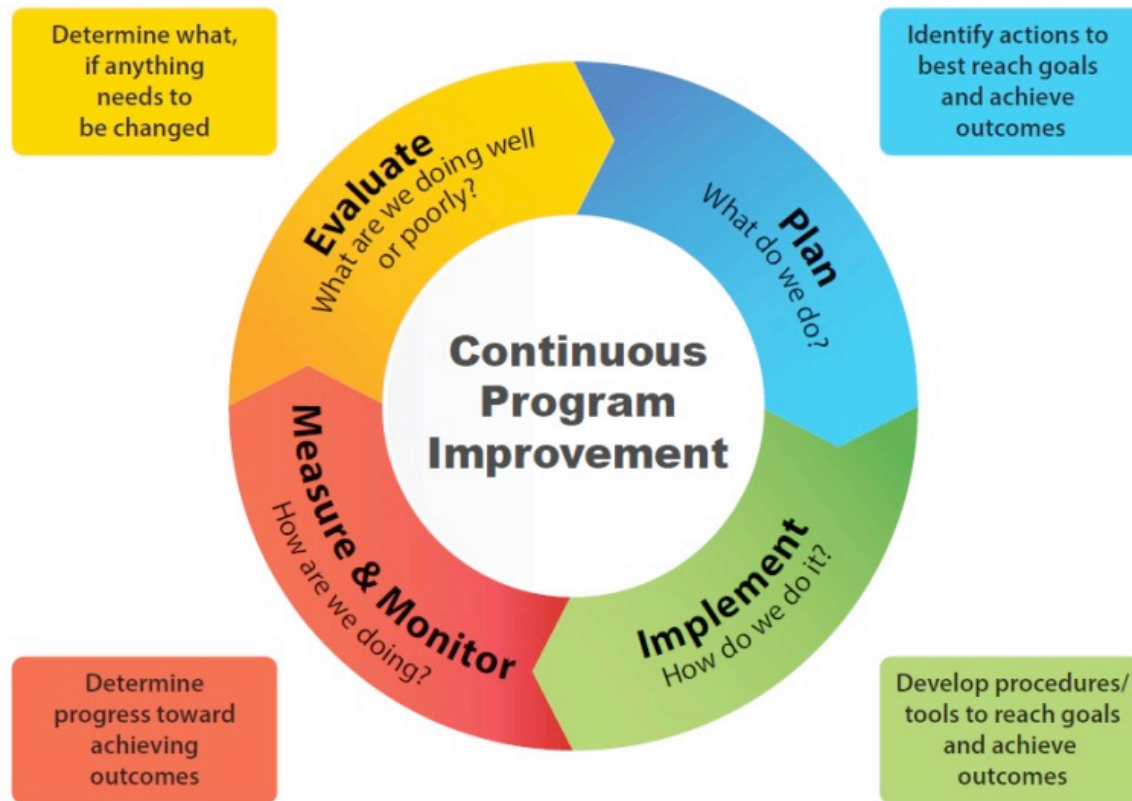 Determine what,
if anything
needs to
be changed
Identify actions to
best reach goals
and achieve
outcomes
Evaluate
What are we doing well
or poorly?
Plan
What do we do?
Continuous
Program
Improvement
Measure & Monitor
How are we doing?
Implement
How do we do it?
Determine
progress toward
achieving
outcomes
Develop procedures/
tools to reach goals
and achieve
outcomes